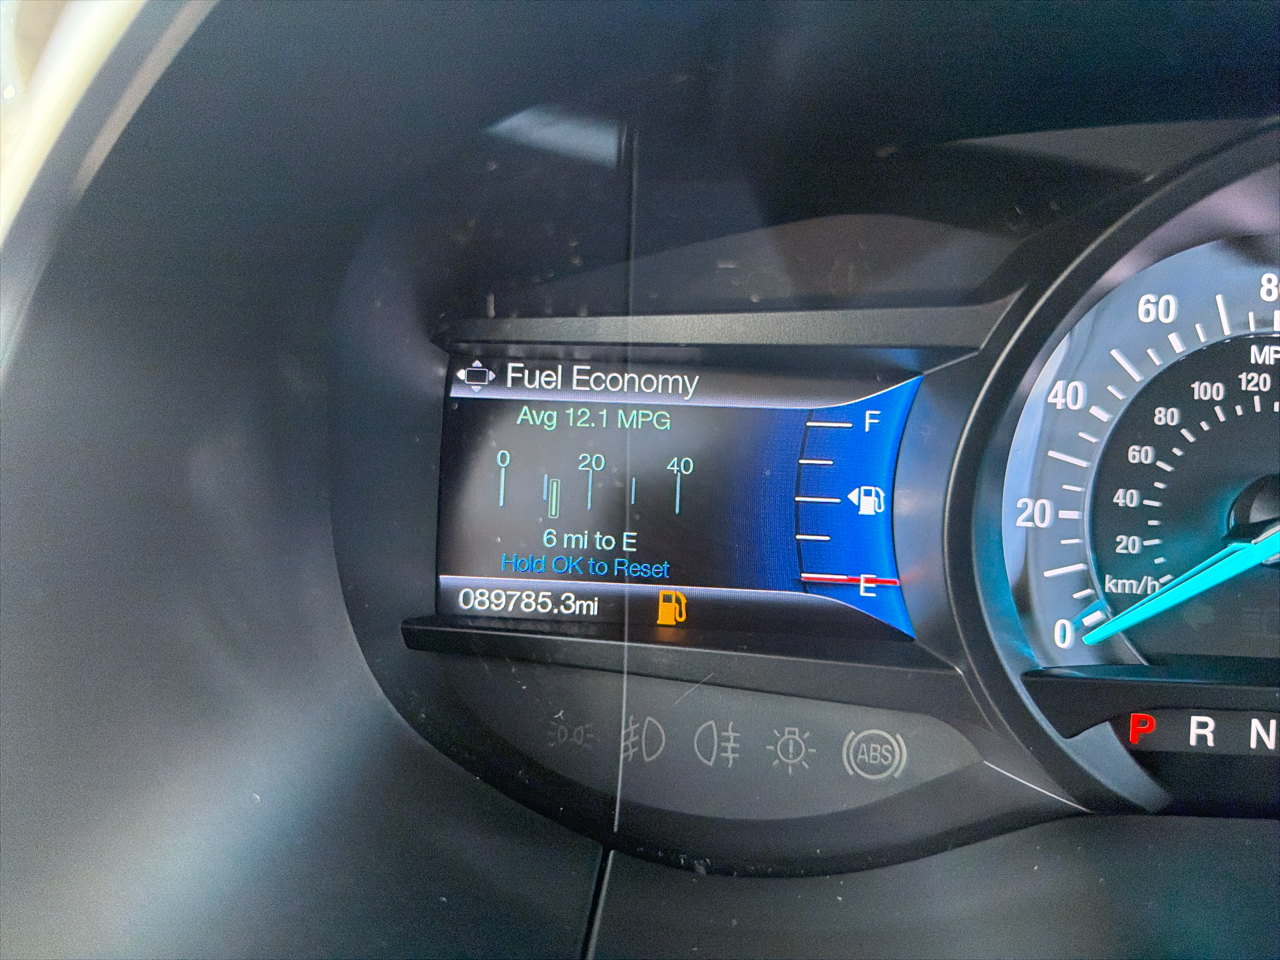 Fuel Economy
Avg 12.1 MPG
0 20 40
6 mi to E
Hold OK to Reset
089785.3mi
F
E
0 20 40 60
20 40 60 80 100 120
km/h
P R N
ABS